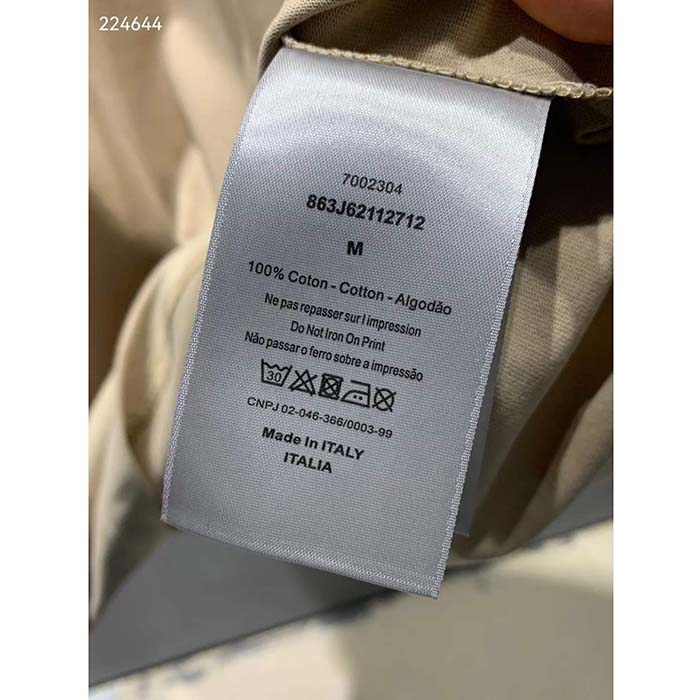 224644
7002304
863J62112712
M
100% Coton - Cotton - Algodão
Ne pas repasser sur l impression
Do Not Iron On Print
Não passar o ferro sobre a impressão
30
CNPJ 02-046-366/0003-99
Made In ITALY
ITALIA